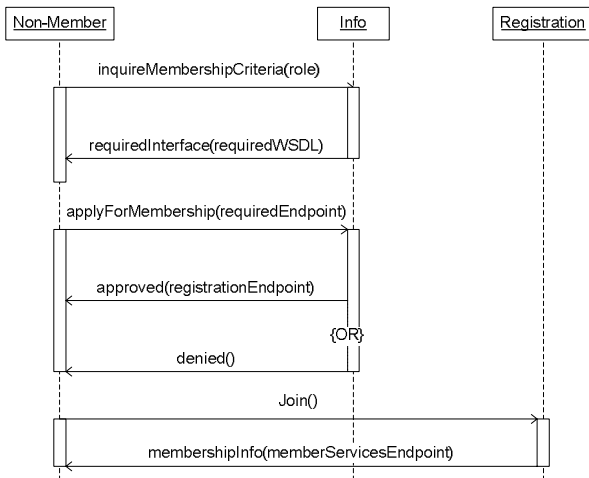 Non-Member
Info
Registration
inquireMembershipCriteria(role)
requiredInterface(requiredWSDL)
applyForMembership(requiredEndpoint)
approved(registrationEndpoint)
{OR}
denied()
Join()
membershipInfo(memberServicesEndpoint)